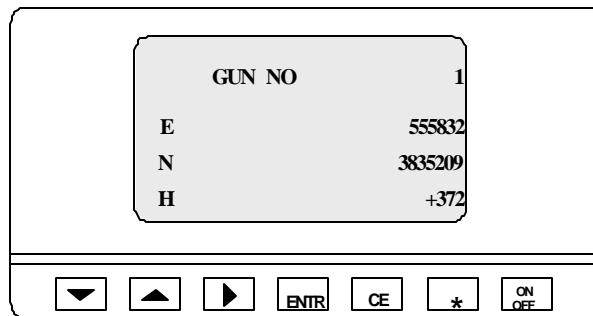 GUN NO 1
E 555832
N 3835209
H +372
ENTR CE * ON
OFF